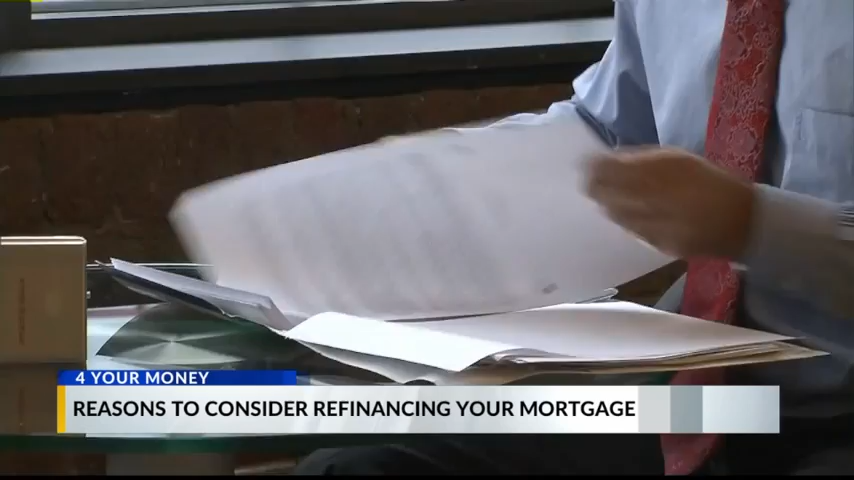 4 YOUR MONEY
REASONS TO CONSIDER REFINANCING YOUR MORTGAGE